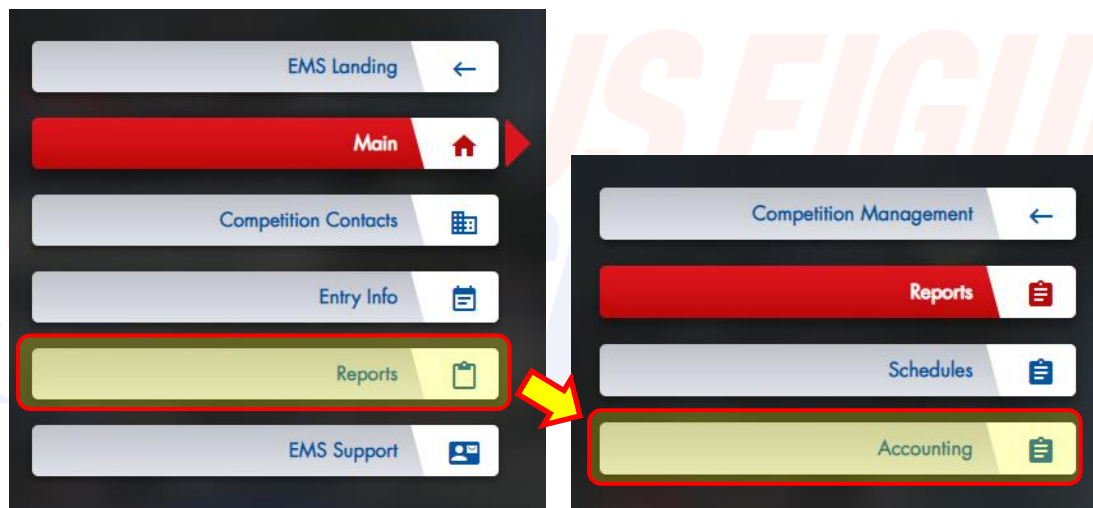 EMS Landing
Main
Competition Contacts
Entry Info
Reports
EMS Support
Competition Management
Reports
Schedules
Accounting